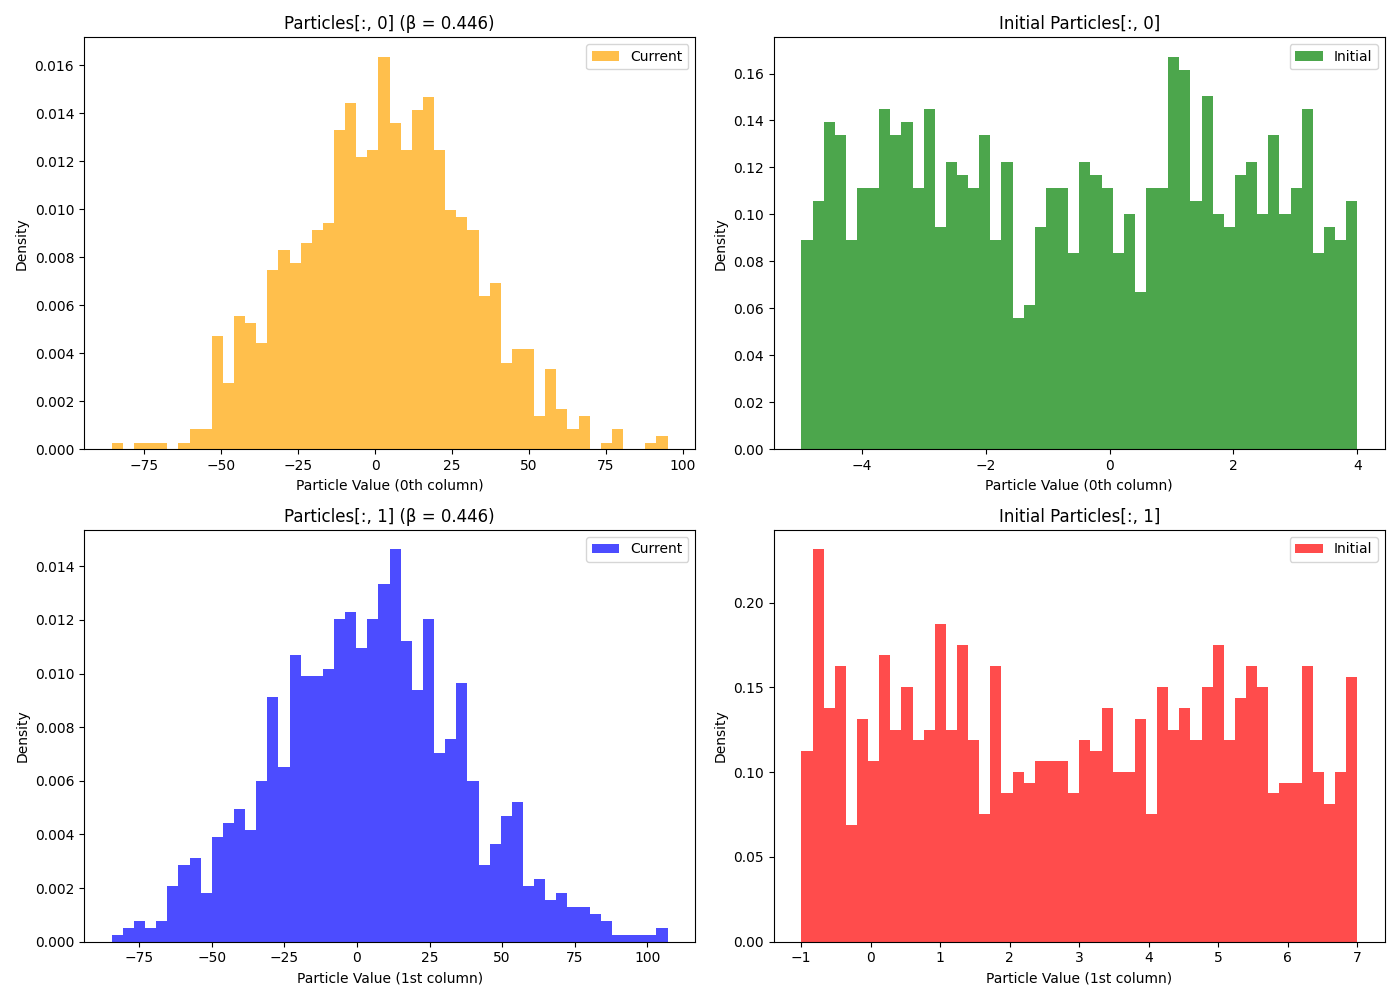 Particles[:, 0] (β = 0.446)
Current
0.016
0.014
0.012
0.010
0.008
0.006
0.004
0.002
0.000
Density
−75 −50 −25 0 25 50 75 100
Particle Value (0th column)
Initial Particles[:, 0]
Initial
0.16
0.14
0.12
0.10
0.08
0.06
0.04
0.02
0.00
Density
−4 −2 0 2 4
Particle Value (0th column)
Particles[:, 1] (β = 0.446)
Current
0.014
0.012
0.010
0.008
0.006
0.004
0.002
0.000
Density
−75 −50 −25 0 25 50 75 100
Particle Value (1st column)
Initial Particles[:, 1]
Initial
0.20
0.15
0.10
0.05
0.00
Density
−1 0 1 2 3 4 5 6 7
Particle Value (1st column)